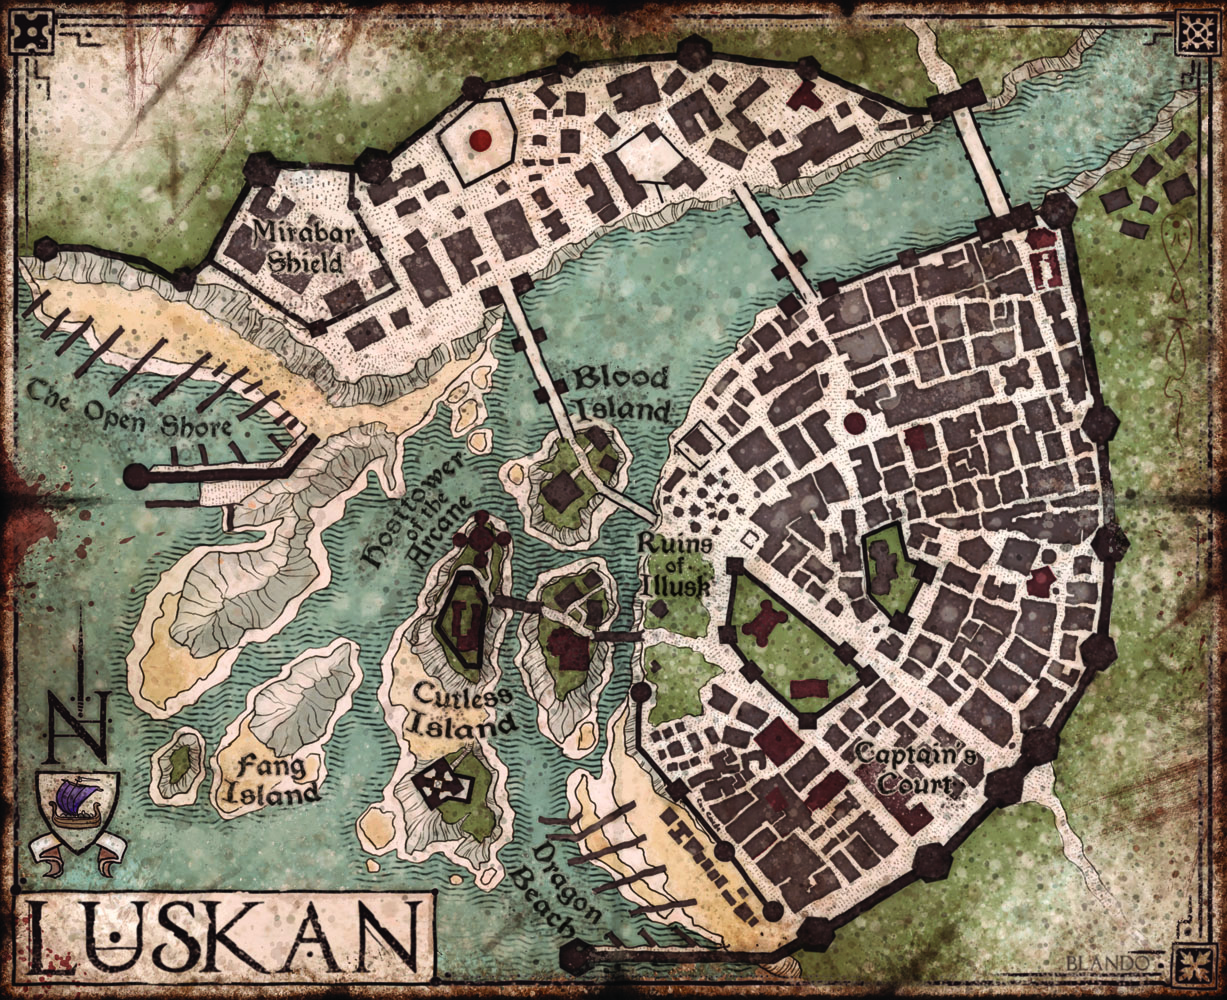 Mirabar
Shield
The Open Shore
Blood
Island
Hosttower
of the
Arcane
Ruins
of
Illusk
Cutless
Island
Fang
Island
Captain's
Court
Dragon
Beach
N
LUSKAN
BLANDO